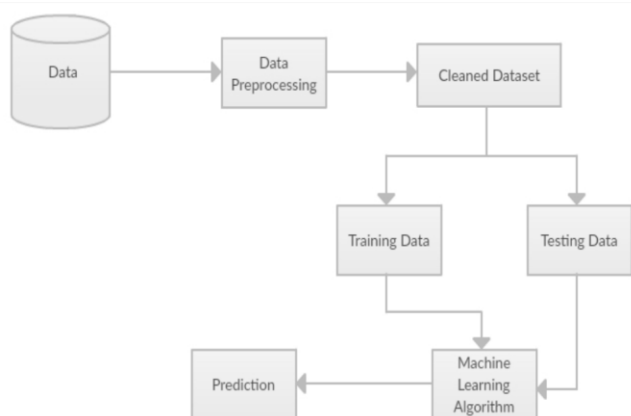 Data
Data
Preprocessing
Cleaned Dataset
Training Data
Testing Data
Prediction
Machine
Learning
Algorithm